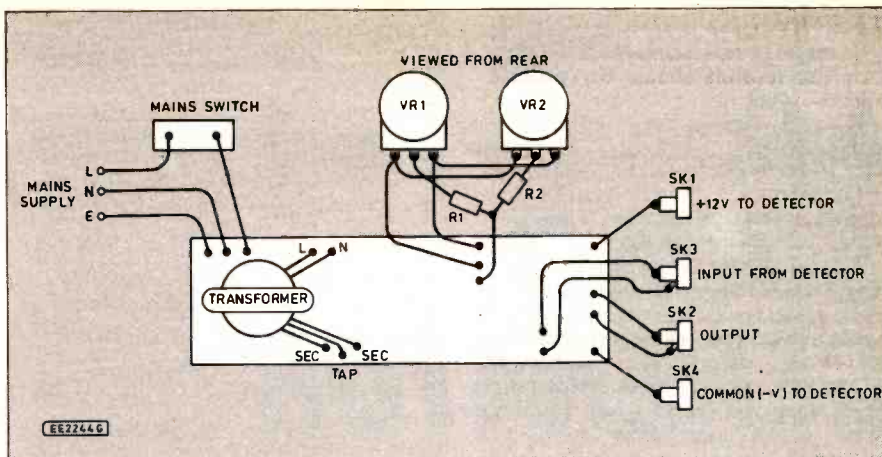 VIEWED FROM REAR
MAINS SWITCH
VR1
VR2
L
MAINS
SUPPLY
N
E
R1
R2
SK1
+12V TO DETECTOR
L
N
SK3
INPUT FROM DETECTOR
TRANSFORMER
SK2
OUTPUT
SEC
SEC
TAP
SK4
COMMON (-V) TO DETECTOR
EE2244G